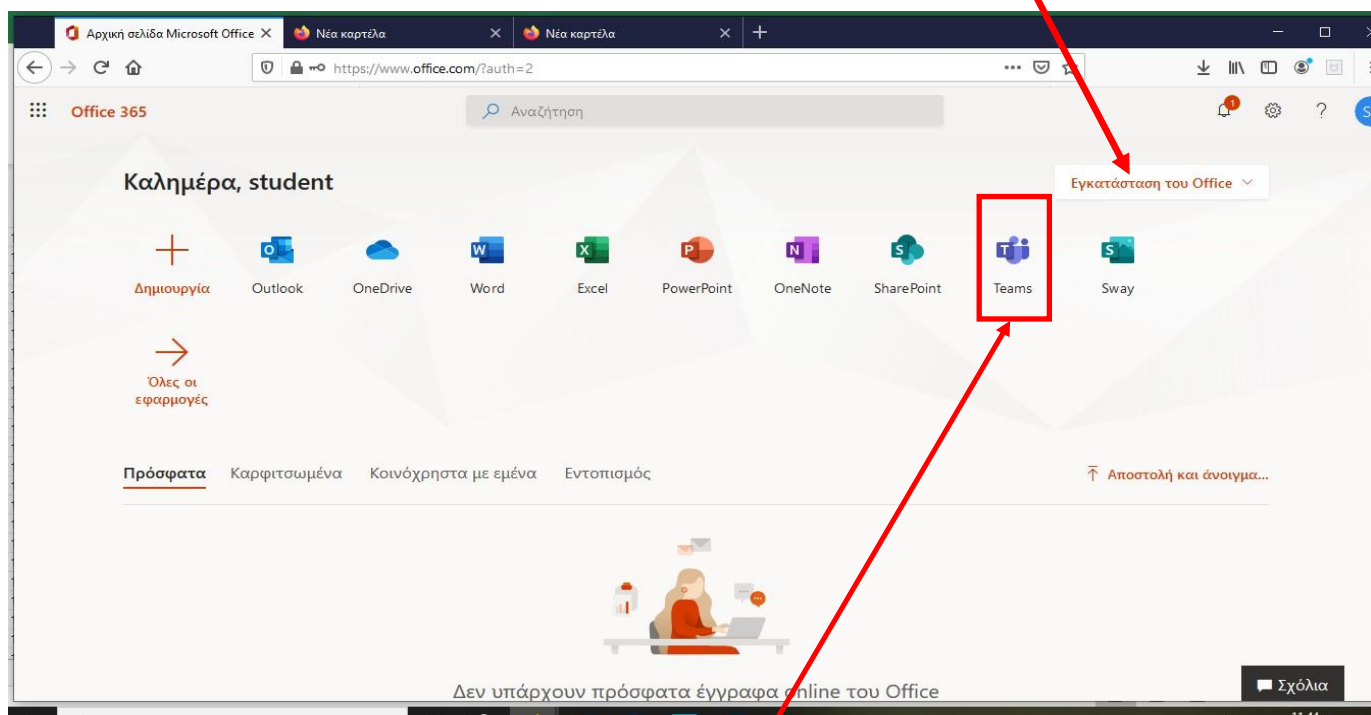 Αρχική σελίδα Microsoft Office
Νέα καρτέλα
Νέα καρτέλα
https://www.office.com/?auth=2
Office 365
Αναζήτηση
1
?
S
Καλημέρα, student
Εγκατάσταση του Office
Δημιουργία
Outlook
OneDrive
Word
Excel
PowerPoint
OneNote
SharePoint
Teams
Sway
Όλες οι
εφαρμογές
Πρόσφατα Καρφιτσωμένα Κοινόχρηστα με εμένα Εντοπισμός
Αποστολή και άνοιγμα...
Δεν υπάρχουν πρόσφατα έγγραφα online του Office
Σχόλια